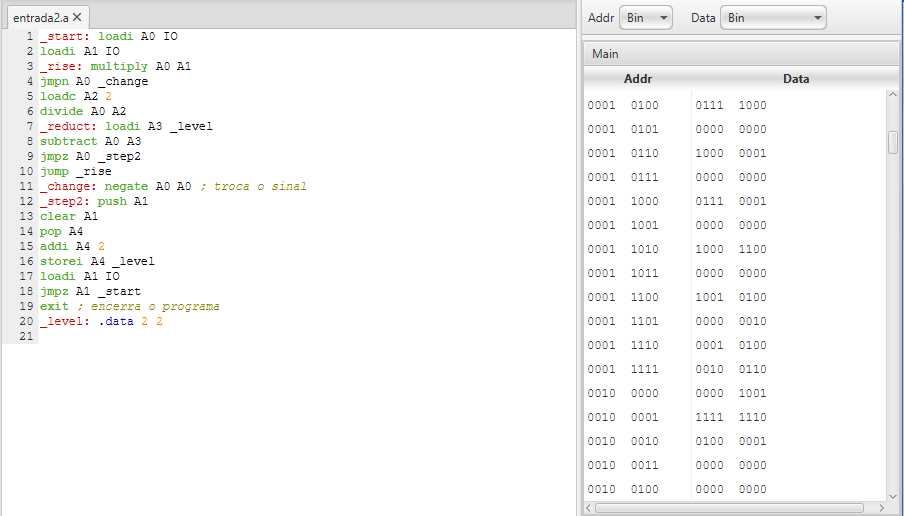 entrada2.a ✕
1 _start: loadi A0 IO
2 loadi A1 IO
3 _rise: multiply A0 A1
4 jmpn A0 _change
5 loadc A2 2
6 divide A0 A2
7 _reduct: loadi A3 _level
8 subtract A0 A3
9 jmpz A0 _step2
10 jump _rise
11 _change: negate A0 A0 ; troca o sinal
12 _step2: push A1
13 clear A1
14 pop A4
15 addi A4 2
16 storei A4 _level
17 loadi A1 IO
18 jmpz A1 _start
19 exit ; encerra o programa
20 _level: .data 2 2
21
Addr Bin Data Bin
Main
Addr Data
0001 0100 0111 1000
0001 0101 0000 0000
0001 0110 1000 0001
0001 0111 0000 0000
0001 1000 0111 0001
0001 1001 0000 0000
0001 1010 1000 1100
0001 1011 0000 0000
0001 1100 1001 0100
0001 1101 0000 0010
0001 1110 0001 0100
0001 1111 0010 0110
0010 0000 0000 1001
0010 0001 1111 1110
0010 0010 0100 0001
0010 0011 0000 0000
0010 0100 0000 0000